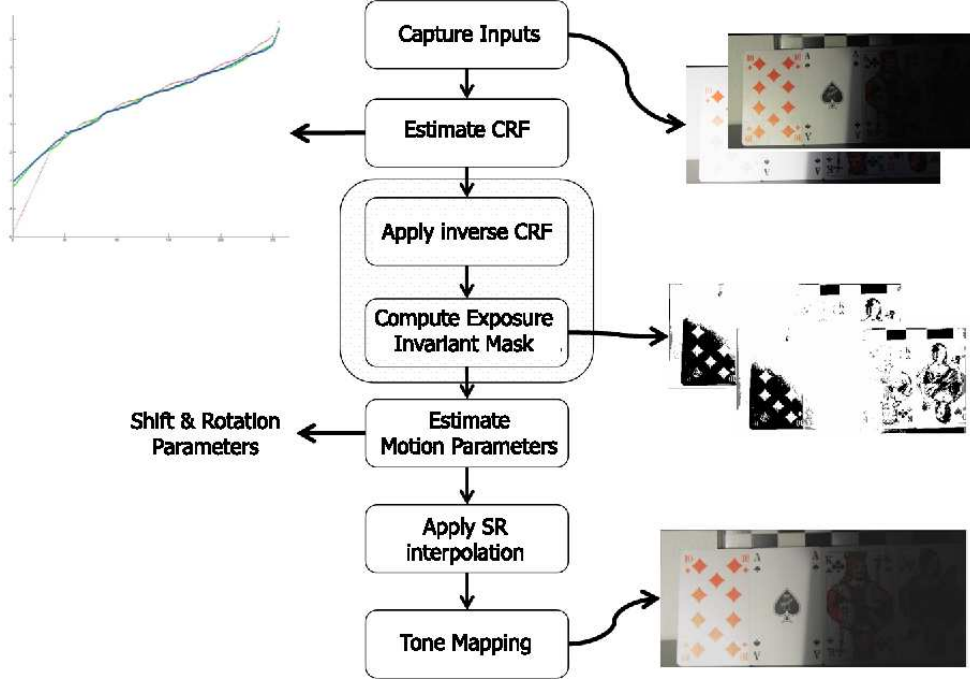 Capture Inputs
Estimate CRF
Apply inverse CRF
Compute Exposure
Invariant Mask
Shift & Rotation
Parameters
Estimate
Motion Parameters
Apply SR
interpolation
Tone Mapping